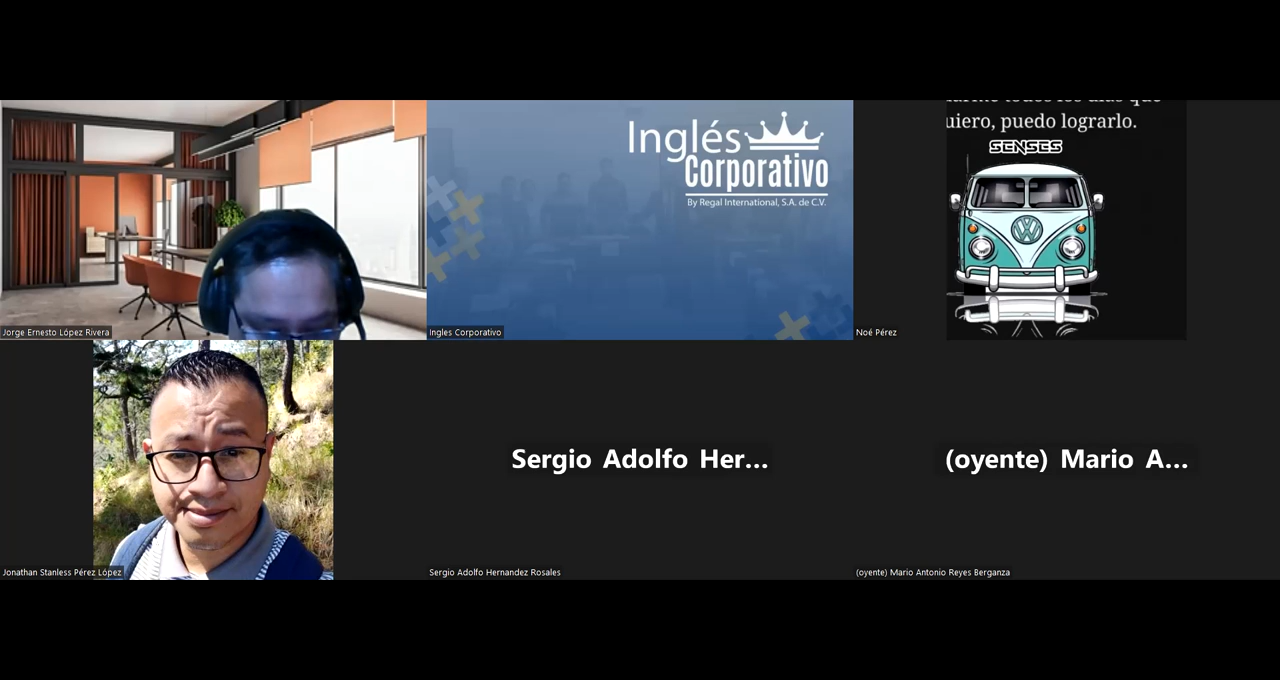 Inglés
Corporativo
By Regal International, S.A. de C.V.
quiero, puedo lograrlo.
SENSES
Jorge Ernesto López Rivera
Ingles Corporativo
Noé Pérez
Sergio Adolfo Her...
(oyente) Mario A...
Jonathan Stanless Pérez López
Sergio Adolfo Hernandez Rosales
(oyente) Mario Antonio Reyes Berganza